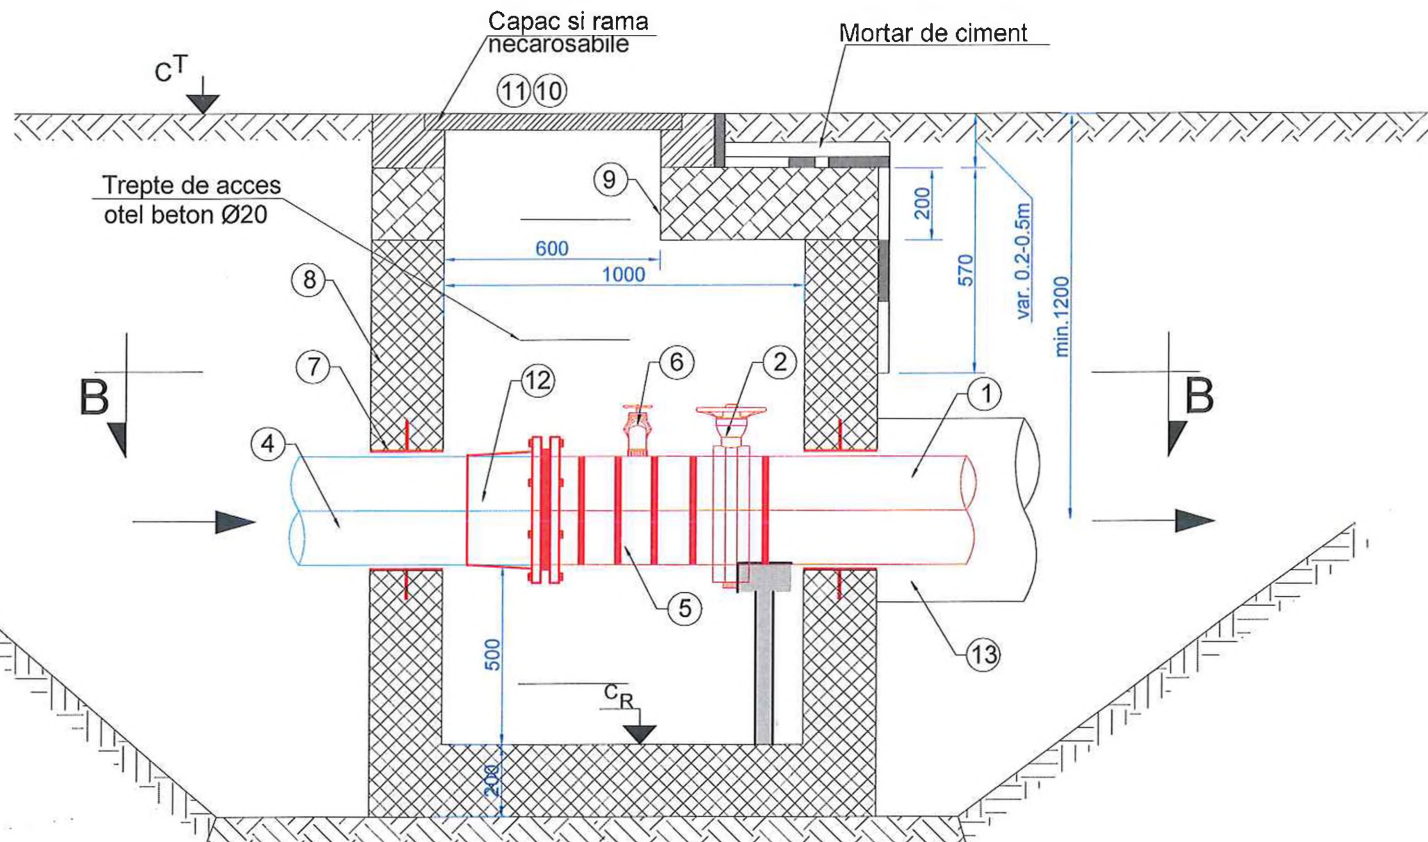 Capac si rama
necarosabile
Mortar de ciment
CT
11 10
Trepte de acces
otel beton Ø20
9
200
600
1000
570
var. 0.2-0.5m
min.1200
8
7
12
6
2
1
B
B
4
5
13
500
CR
200